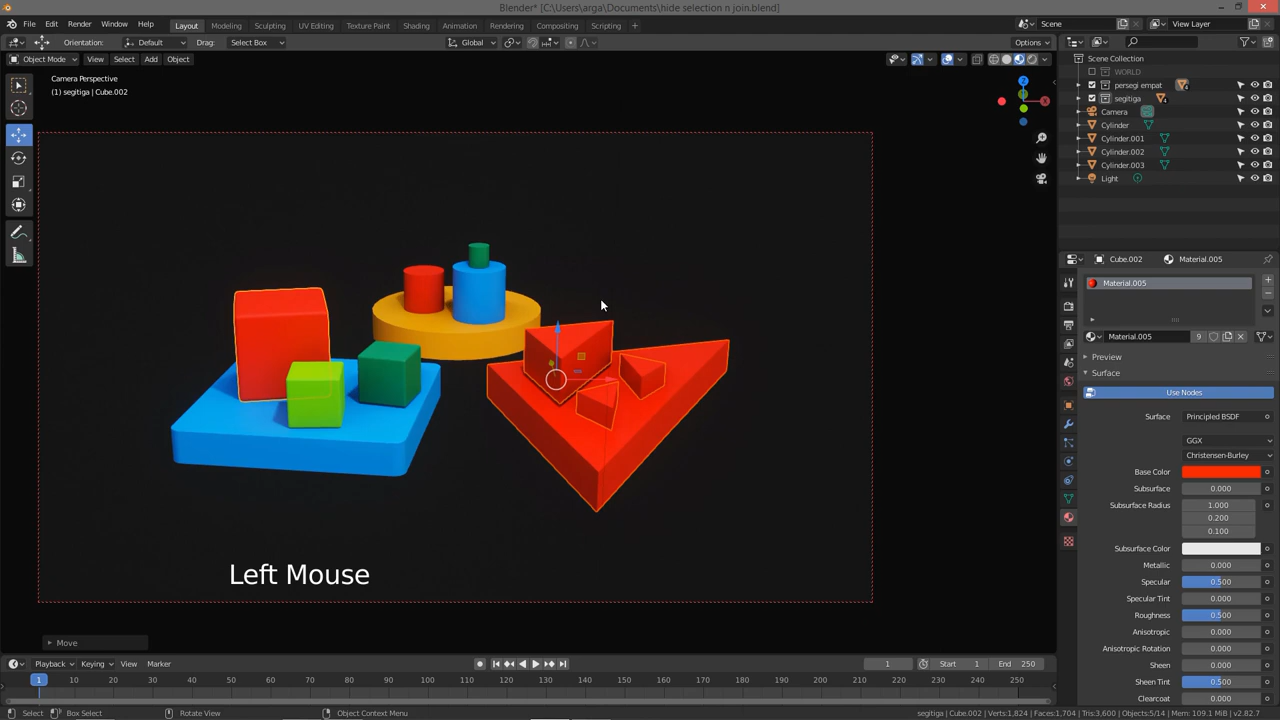 Blender* [C:\Users\arga\Documents\hide selection n join.blend]
File Edit Render Window Help Layout Modeling Sculpting UV Editing Texture Paint Shading Animation Rendering Compositing Scripting + Scene View Layer
Orientation: Default Drag: Select Box Global Options
Object Mode View Select Add Object
Camera Perspective
(1) segitiga | Cube.002
Z
X
Scene Collection
WORLD
persegi empat
segitiga
Camera
Cylinder
Cylinder.001
Cylinder.002
Cylinder.003
Light
Cube.002 Material.005
Material.005
Material.005 9
Preview
Surface
Use Nodes
Surface Principled BSDF
GGX
Christensen-Burley
Base Color
Subsurface 0.000
Subsurface Radius 1.000
0.200
0.100
Subsurface Color
Metallic 0.000
Specular 0.500
Specular Tint 0.000
Roughness 0.500
Anisotropic 0.000
Anisotropic Rotation 0.000
Sheen 0.000
Sheen Tint 0.500
Clearcoat 0.000
Left Mouse
Move
Playback Keying View Marker 1 Start 1 End 250
1 10 20 30 40 50 60 70 80 90 100 110 120 130 140 150 160 170 180 190 200 210 220 230 240 250
Select Box Select Rotate View Object Context Menu segitiga | Cube.002 | Verts:1,824 | Faces:1,704 | Tris:3,600 | Objects:5/14 | Mem: 109.1 MiB | v2.82.7